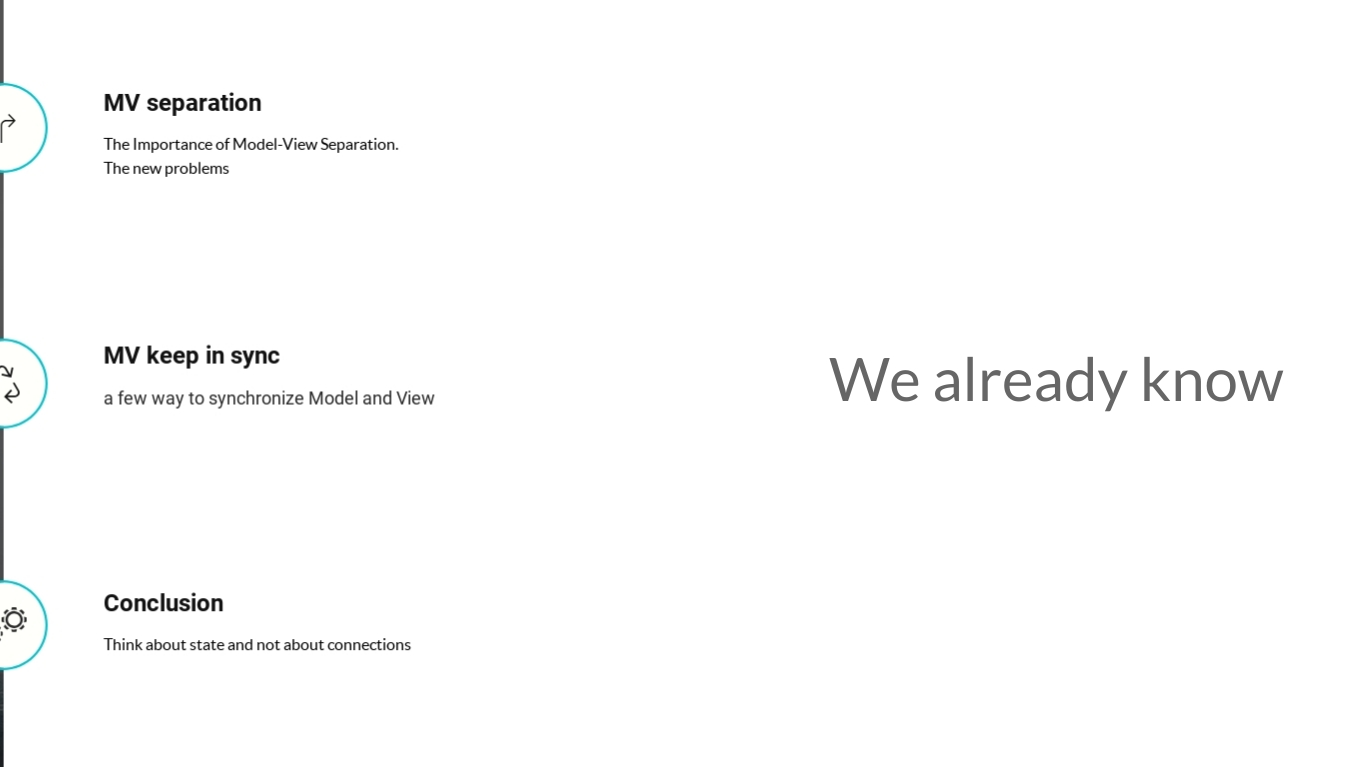 MV separation
The Importance of Model-View Separation.
The new problems
MV keep in sync
a few way to synchronize Model and View
We already know
Conclusion
Think about state and not about connections